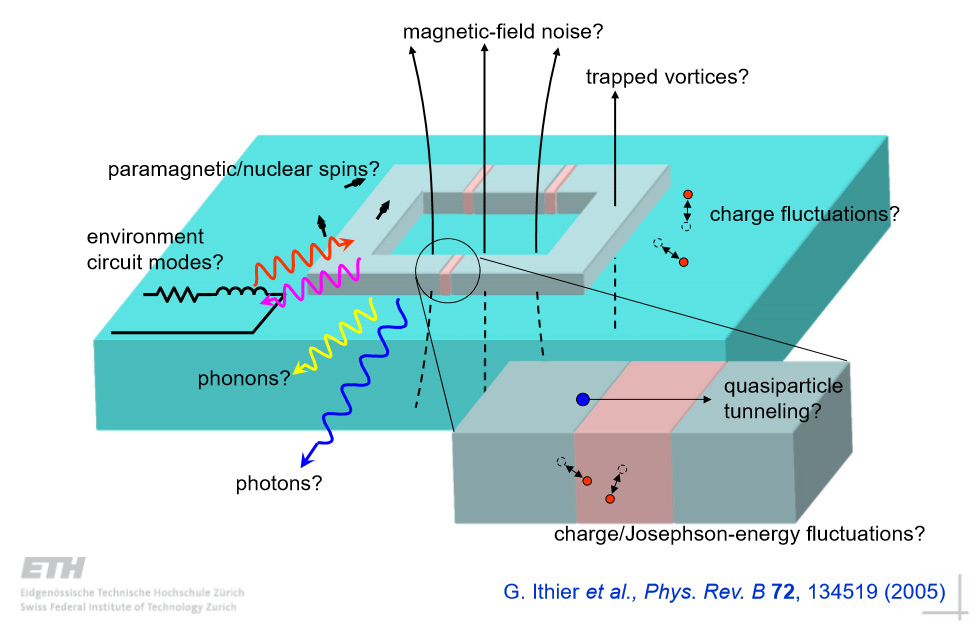 magnetic-field noise?
trapped vortices?
paramagnetic/nuclear spins?
charge fluctuations?
environment
circuit modes?
phonons?
quasiparticle
tunneling?
photons?
charge/Josephson-energy fluctuations?
ETH
Eidgenössische Technische Hochschule Zürich
Swiss Federal Institute of Technology Zurich
G. Ithier et al., Phys. Rev. B 72, 134519 (2005)